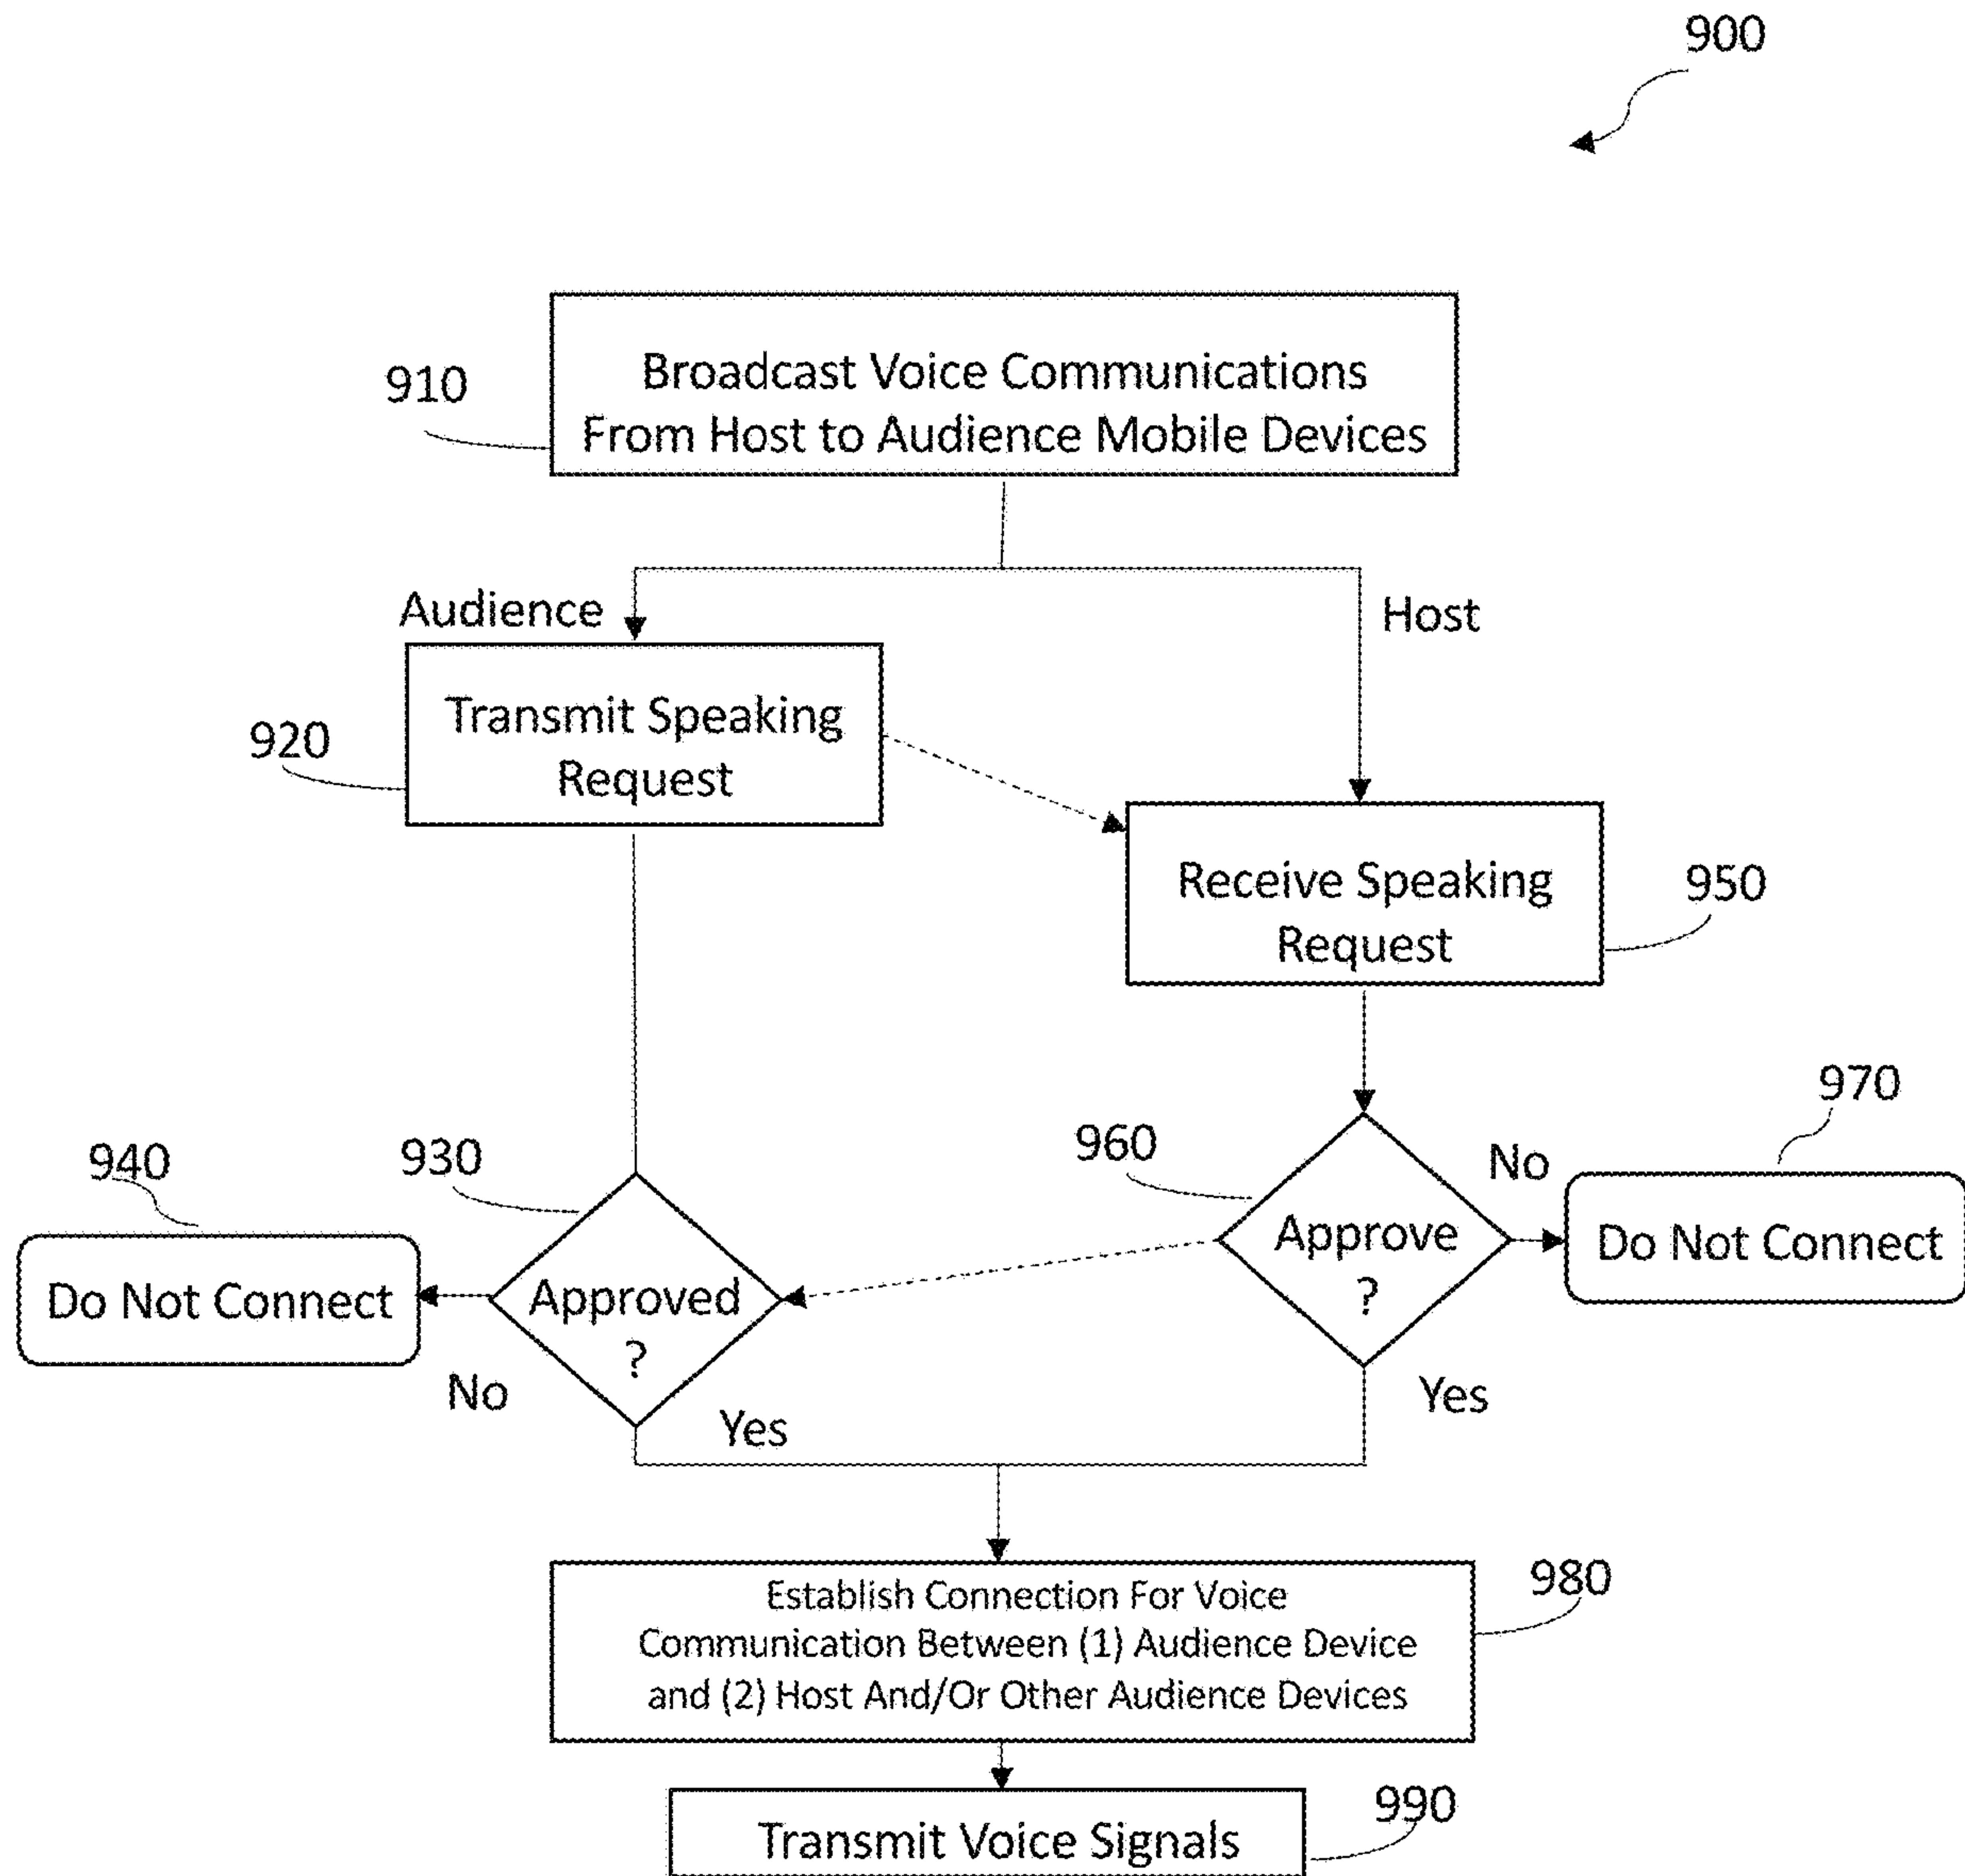 900
910
Broadcast Voice Communications
From Host to Audience Mobile Devices
Audience
Host
920
Transmit Speaking
Request
Receive Speaking
Request
950
940
930
960
970
Do Not Connect
Approved
?
No
Yes
Approve
?
No
Yes
Do Not Connect
Establish Connection For Voice
Communication Between (1) Audience Device
and (2) Host And/Or Other Audience Devices
980
Transmit Voice Signals
990